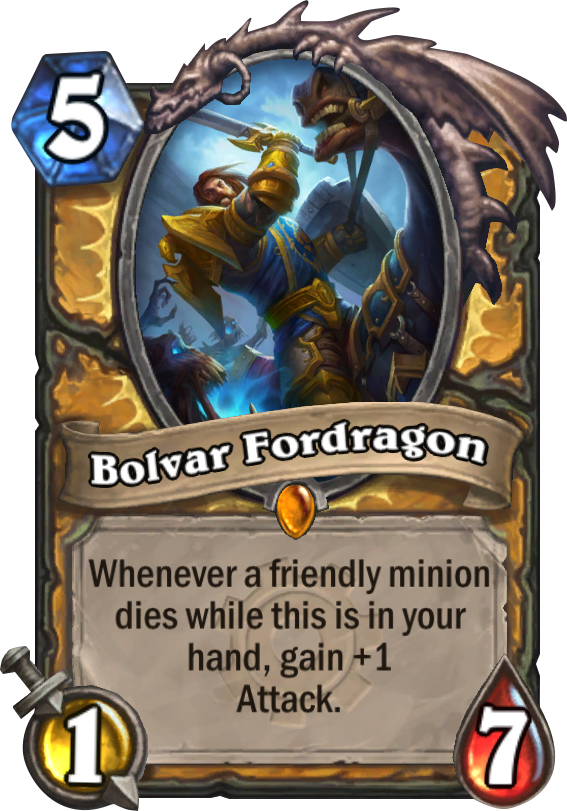 5
Bolvar Fordragon
Whenever a friendly minion
dies while this is in your
hand, gain +1
Attack.
1
7